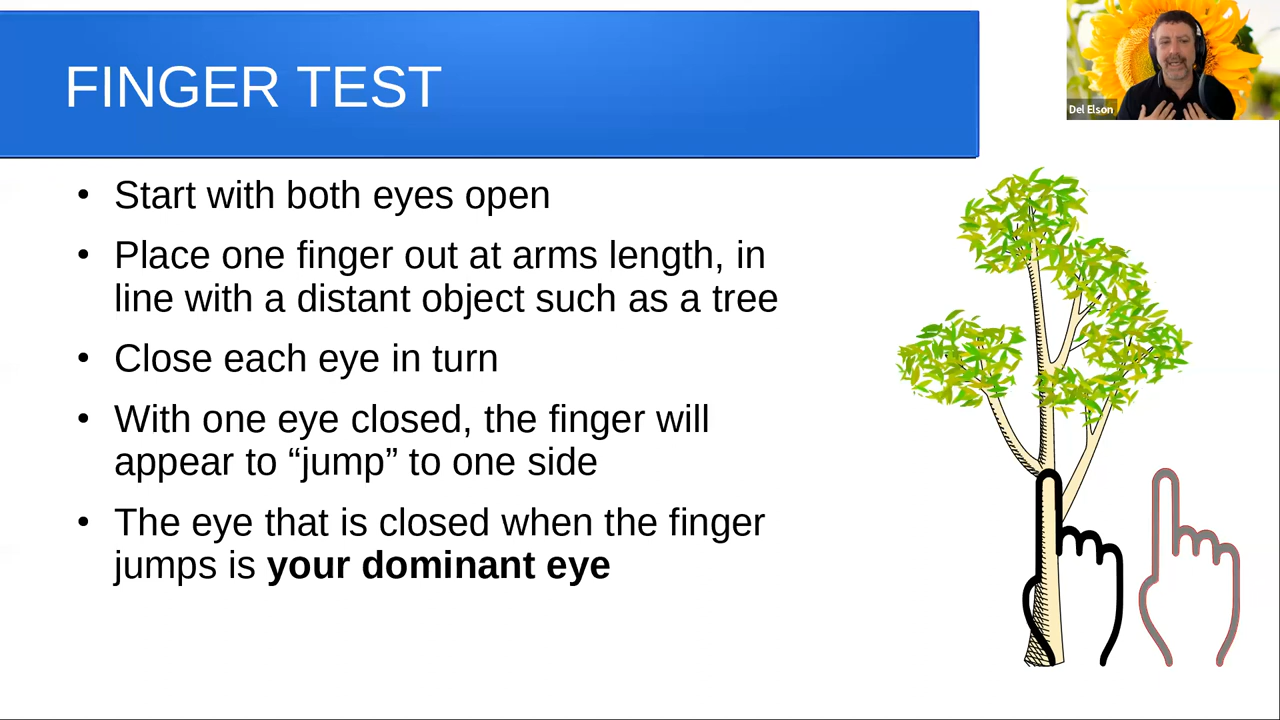 FINGER TEST
Del Elson
• Start with both eyes open
• Place one finger out at arms length, in
line with a distant object such as a tree
• Close each eye in turn
• With one eye closed, the finger will
appear to “jump” to one side
• The eye that is closed when the finger
jumps is your dominant eye